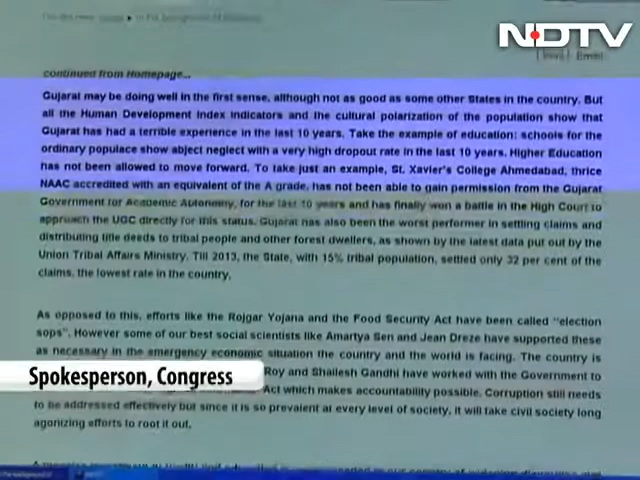 NDTV
Email
continued from Homepage...
Gujarat may be doing well in the first sense, although not as good as some other States in the country. But
all the Human Development Index indicators and the cultural polarization of the population show that
Gujarat has had a terrible experience in the last 10 years. Take the example of education: schools for the
ordinary populace show abject neglect with a very high dropout rate in the last 10 years. Higher Education
has not been allowed to move forward. To take just an example, St. Xavier's College Ahmedabad, thrice
NAAC accredited with an equivalent of the A grade, has not been able to gain permission from the Gujarat
Government for Academic Autonomy, for the last 10 years and has finally won a battle in the High Court to
approach the UGC directly for this status. Gujarat has also been the worst performer in settling claims and
distributing title deeds to tribal people and other forest dwellers, as shown by the latest data put out by the
Union Tribal Affairs Ministry. Till 2013, the State, with 15% tribal population, settled only 32 per cent of the
claims, the lowest rate in the country.
As opposed to this, efforts like the Rojgar Yojana and the Food Security Act have been called "election
sops". However some of our best social scientists like Amartya Sen and Jean Dreze have supported these
as necessary in the emergency economic situation the country and the world is facing. The country is
Roy and Shailesh Gandhi have worked with the Government to
Spokesperson, Congress
Act which makes accountability possible. Corruption still needs
to be addressed effectively but since it is so prevalent at every level of society, it will take civil society long
agonizing efforts to root it out.